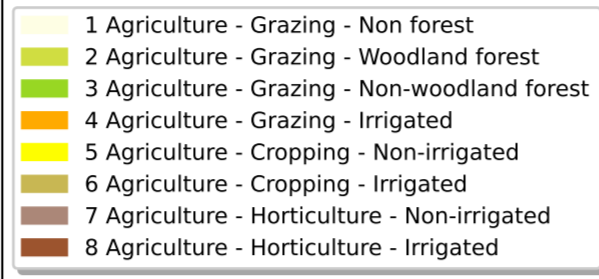 1 Agriculture - Grazing - Non forest
2 Agriculture - Grazing - Woodland forest
3 Agriculture - Grazing - Non-woodland forest
4 Agriculture - Grazing - Irrigated
5 Agriculture - Cropping - Non-irrigated
6 Agriculture - Cropping - Irrigated
7 Agriculture - Horticulture - Non-irrigated
8 Agriculture - Horticulture - Irrigated